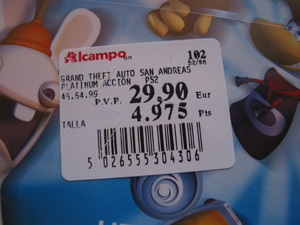 Alcampo
102
52/96
GRAND THEFT AUTO SAN ANDREAS
PLATINUM ACCION PS2
45.54.95
P.V.P. 29,90 Eur
4.975 Pts
TALLA
5 026555 304306